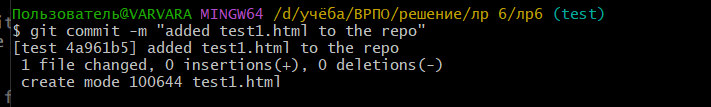 Пользователь@VARVARA MINGW64 /d/учёба/ВРПО/решение/лр 6/лр6 (test)
$ git commit -m "added test1.html to the repo"
[test 4a961b5] added test1.html to the repo
 1 file changed, 0 insertions(+), 0 deletions(-)
 create mode 100644 test1.html